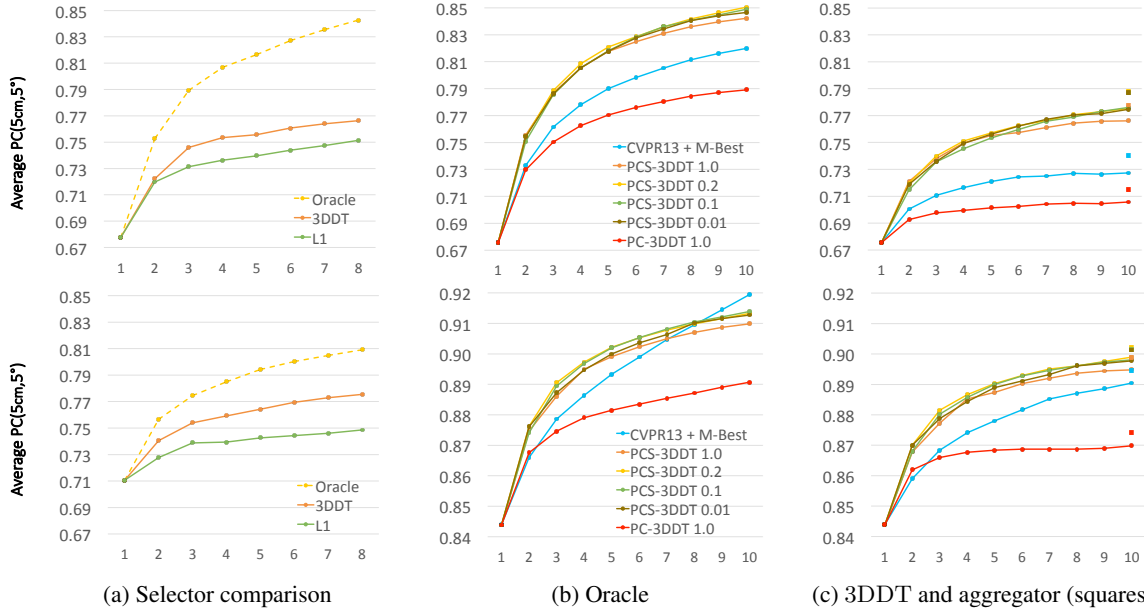 0.85
0.83
0.81
0.79
0.77
0.75
0.73
0.71
0.69
0.67
Average PC(5cm,5°)
1 2 3 4 5 6 7 8
Oracle
3DDT
L1
0.85
0.83
0.81
0.79
0.77
0.75
0.73
0.71
0.69
0.67
1 2 3 4 5 6 7 8 9 10
CVPR13 + M-Best
PCS-3DDT 1.0
PCS-3DDT 0.2
PCS-3DDT 0.1
PCS-3DDT 0.01
PC-3DDT 1.0
0.85
0.83
0.81
0.79
0.77
0.75
0.73
0.71
0.69
0.67
1 2 3 4 5 6 7 8 9 10
0.85
0.83
0.81
0.79
0.77
0.75
0.73
0.71
0.69
0.67
Average PC(5cm,5°)
1 2 3 4 5 6 7 8
Oracle
3DDT
L1
0.92
0.91
0.90
0.89
0.88
0.87
0.86
0.85
0.84
1 2 3 4 5 6 7 8 9 10
CVPR13 + M-Best
PCS-3DDT 1.0
PCS-3DDT 0.2
PCS-3DDT 0.1
PCS-3DDT 0.01
PC-3DDT 1.0
0.92
0.91
0.90
0.89
0.88
0.87
0.86
0.85
0.84
1 2 3 4 5 6 7 8 9 10
(a) Selector comparison
(b) Oracle
(c) 3DDT and aggregator (squares